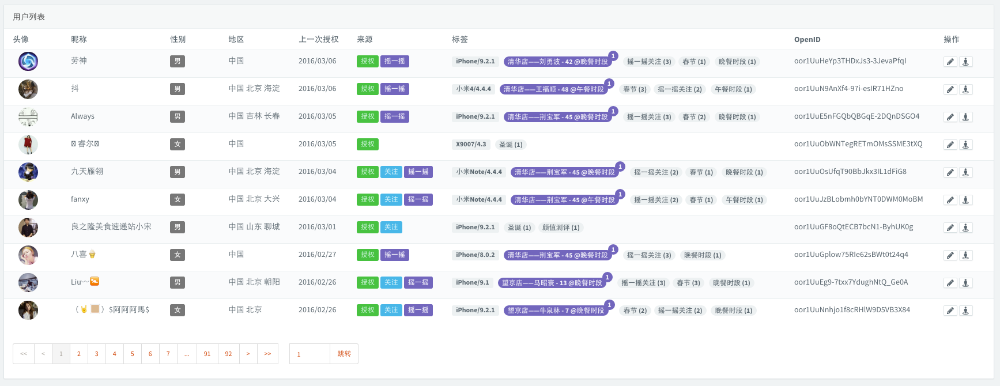 用户列表
头像 昵称 性别 地区 上一次授权 来源 标签 OpenID 操作
劳神 男 中国 2016/03/06 授权 摇一摇 iPhone/9.2.1 清华店——刘勇波 - 42 @晚餐时段 1 摇一摇关注 (3) 春节 (1) 晚餐时段 (1) oor1UuHeYp3THDxJs3-3JevaPfqI
抖 男 中国 北京 海淀 2016/03/06 授权 摇一摇 小米4/4.4.4 清华店——王福顺 - 48 @午餐时段 1 春节 (3) 摇一摇关注 (2) 午餐时段 (1) oor1UuN9AnXf4-97i-esIR71HZno
Always 男 中国 吉林 长春 2016/03/05 授权 摇一摇 iPhone/9.2.1 清华店——荆宝军 - 45 @晚餐时段 1 摇一摇关注 (3) 春节 (2) 晚餐时段 (1) oor1UuE5nFGQbQBGqE-2DQnDSGO4
睿尔 女 中国 2016/03/05 授权 X9007/4.3 圣诞 (1) oor1UuObWNTegRETmOMsSSME3tXQ
九天雁翎 男 中国 北京 海淀 2016/03/04 授权 关注 摇一摇 小米Note/4.4.4 清华店——荆宝军 - 45 @晚餐时段 1 摇一摇关注 (2) 春节 (1) 晚餐时段 (1) oor1UuOsUfqT90BbJkx3IL1dFiG8
fanxy 女 中国 北京 大兴 2016/03/04 授权 关注 摇一摇 小米Note/4.4.4 清华店——荆宝军 - 45 @午餐时段 1 摇一摇关注 (2) 春节 (1) 午餐时段 (1) oor1UuJzBLobmh0bYNT0DWM0MoBM
良之隆美食速递站小宋 男 中国 山东 聊城 2016/03/01 授权 关注 iPhone/9.2.1 圣诞 (1) 颜值测评 (1) oor1UuGF8oQtECB7bcN1-ByhUK0g
八喜🍦 女 中国 2016/02/27 授权 摇一摇 iPhone/8.0.2 清华店——荆宝军 - 45 @晚餐时段 1 摇一摇关注 (3) 晚餐时段 (1) oor1UuGplow75RIe62sBWt0t24q4
Liu〰 男 中国 北京 朝阳 2016/02/26 授权 关注 摇一摇 iPhone/9.1 望京店——马昭寰 - 13 @晚餐时段 1 摇一摇关注 (3) 春节 (3) 晚餐时段 (1) oor1UuEg9-7txx7YdughNtQ_Ge0A
（🤘🏼）$阿阿阿馬$ 女 中国 北京 2016/02/26 授权 关注 摇一摇 iPhone/9.2.1 望京店——牛泉林 - 7 @晚餐时段 1 春节 (2) 摇一摇关注 (2) 晚餐时段 (1) oor1UuNnhjo1f8cRHlW9D5VB3X84
<< < 1 2 3 4 5 6 7 ... 91 92 > >> 1 跳转